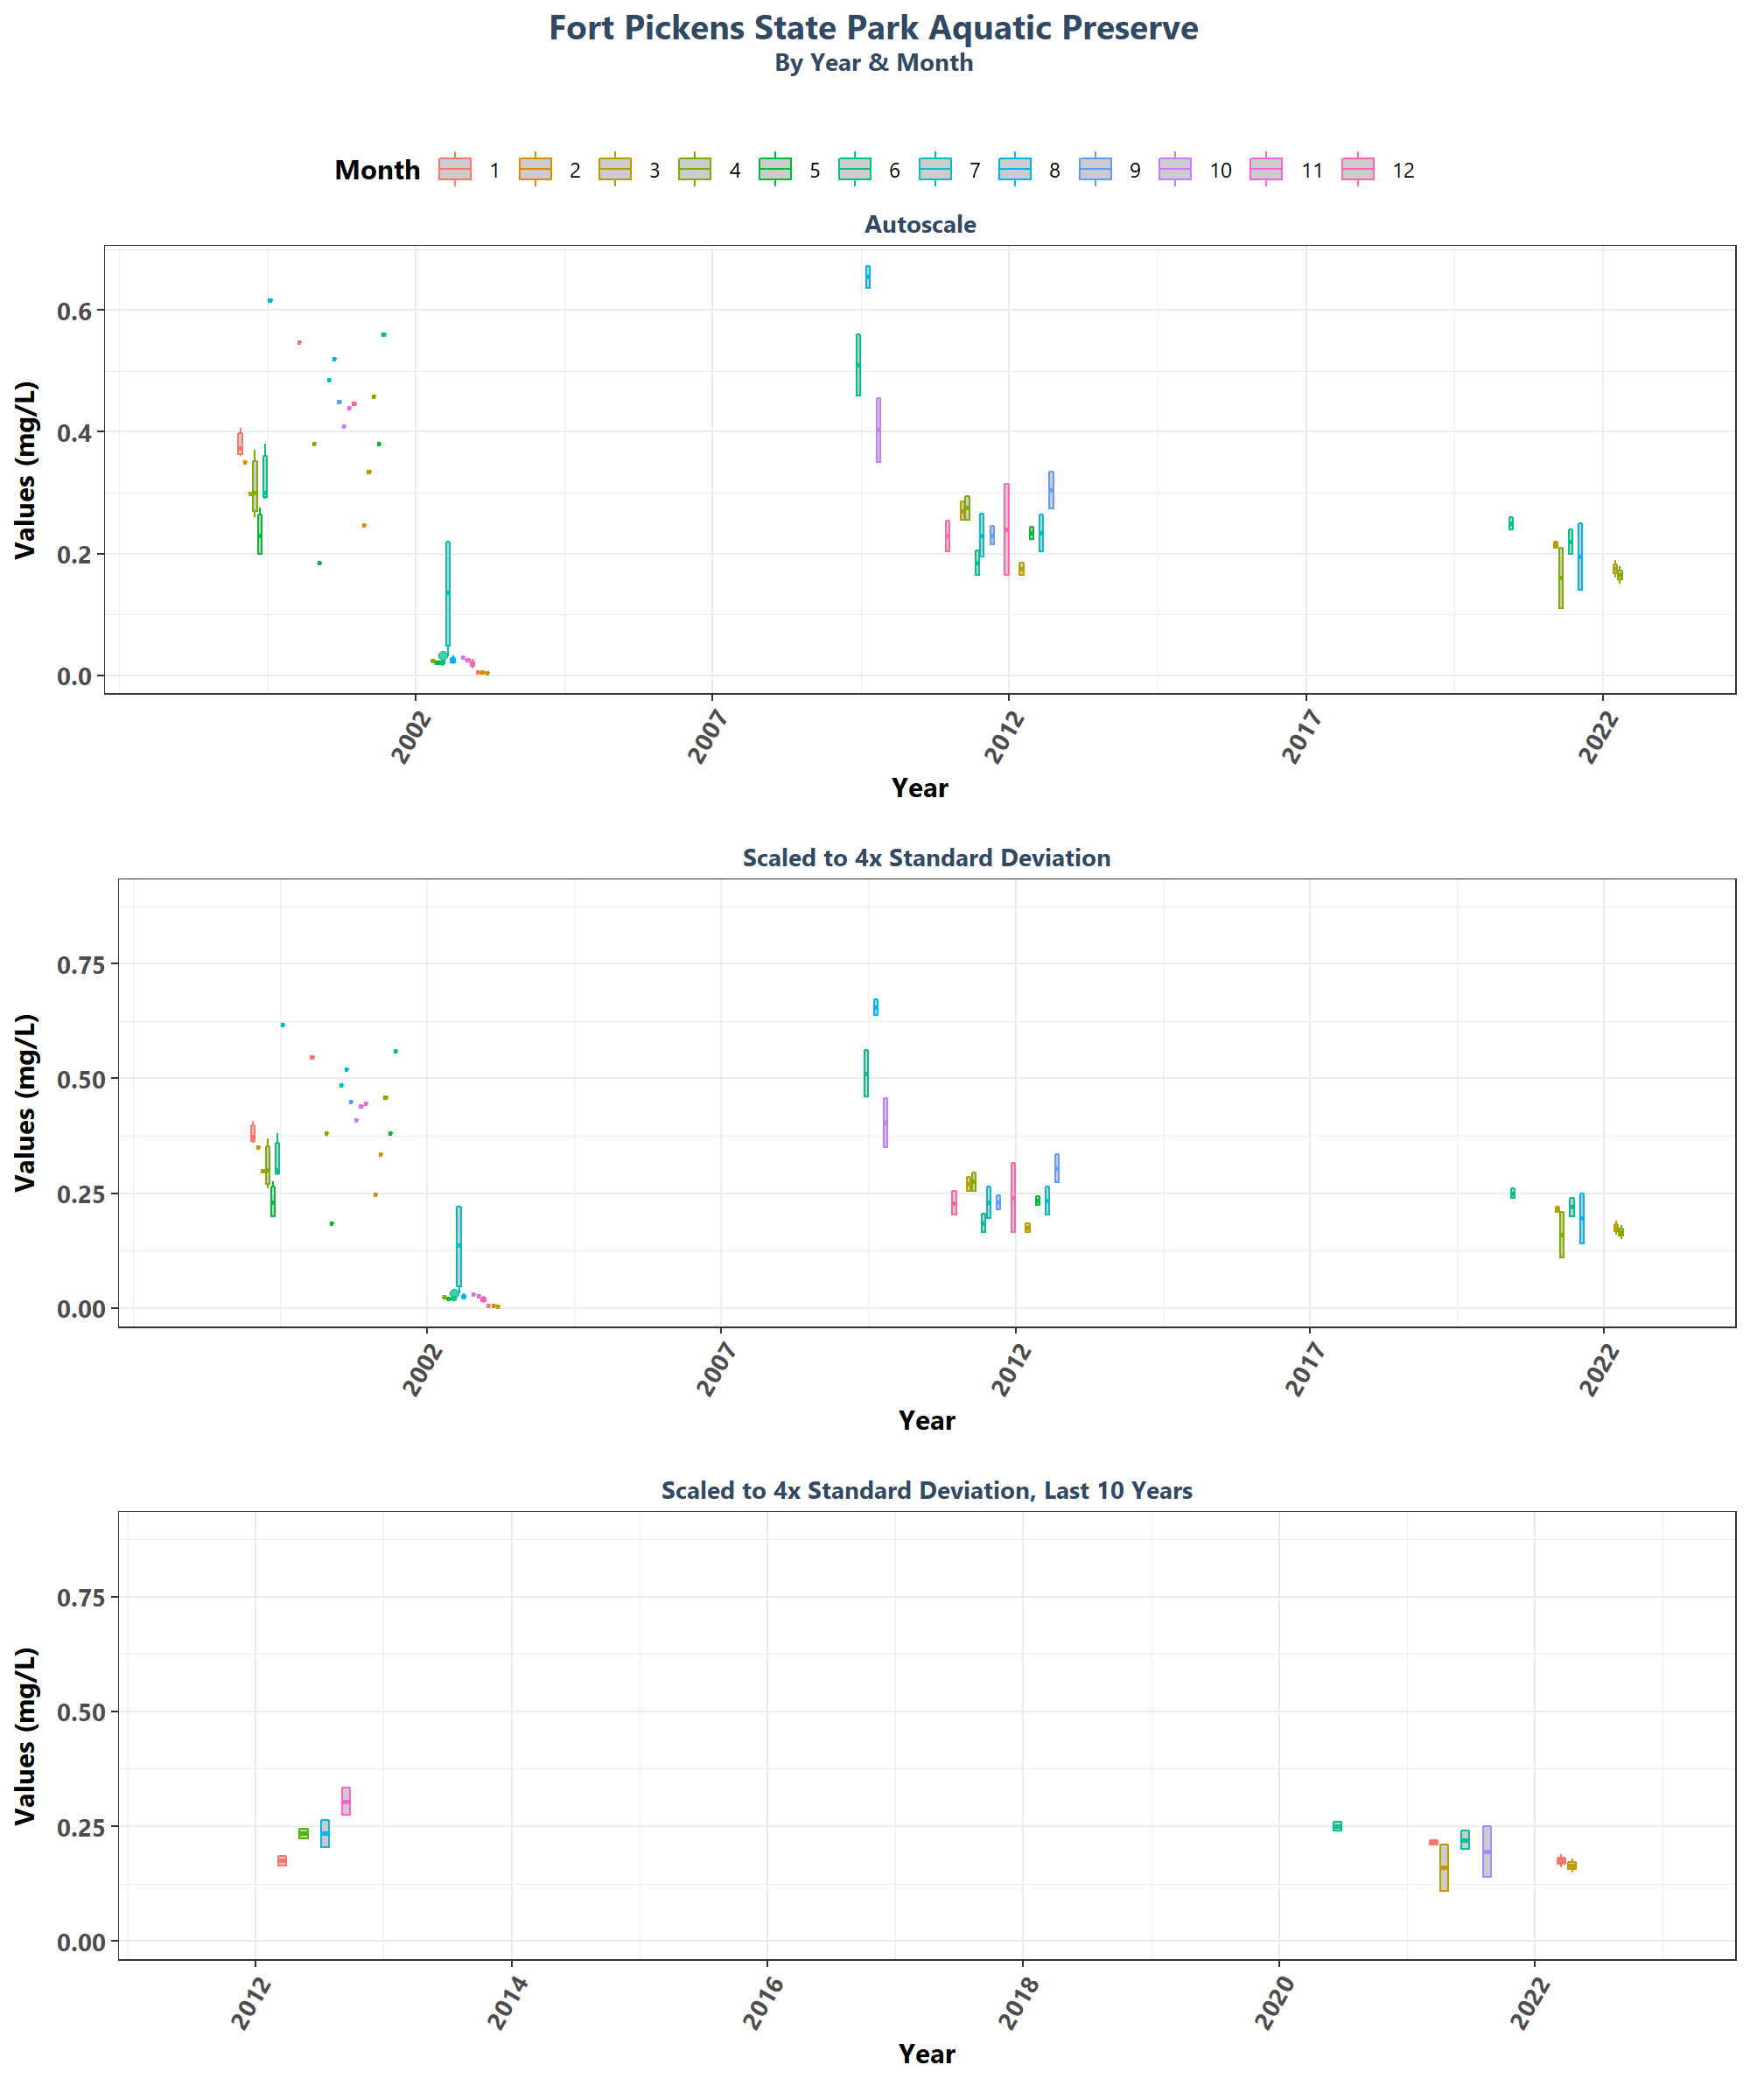 Fort Pickens State Park Aquatic Preserve
By Year & Month
Month 1 2 3 4 5 6 7 8 9 10 11 12
Autoscale
Values (mg/L)
0.6
0.4
0.2
0.0
2002 2007 2012 2017 2022
Year
Scaled to 4x Standard Deviation
Values (mg/L)
0.75
0.50
0.25
0.00
2002 2007 2012 2017 2022
Year
Scaled to 4x Standard Deviation, Last 10 Years
Values (mg/L)
0.75
0.50
0.25
0.00
2012 2014 2016 2018 2020 2022
Year